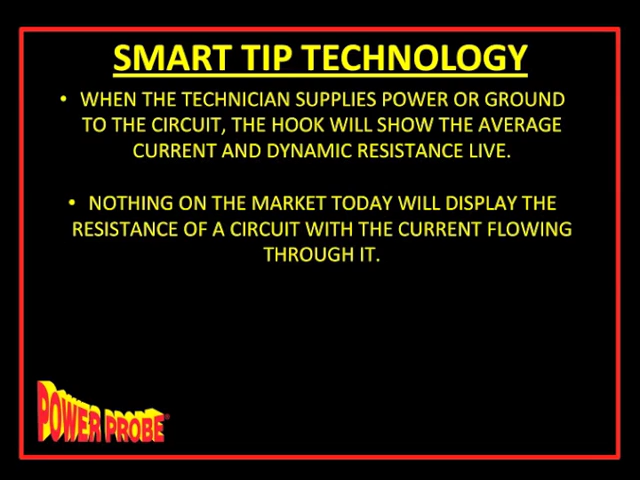 SMART TIP TECHNOLOGY
• WHEN THE TECHNICIAN SUPPLIES POWER OR GROUND
TO THE CIRCUIT, THE HOOK WILL SHOW THE AVERAGE
CURRENT AND DYNAMIC RESISTANCE LIVE.
• NOTHING ON THE MARKET TODAY WILL DISPLAY THE
RESISTANCE OF A CIRCUIT WITH THE CURRENT FLOWING
THROUGH IT.
POWER PROBE®